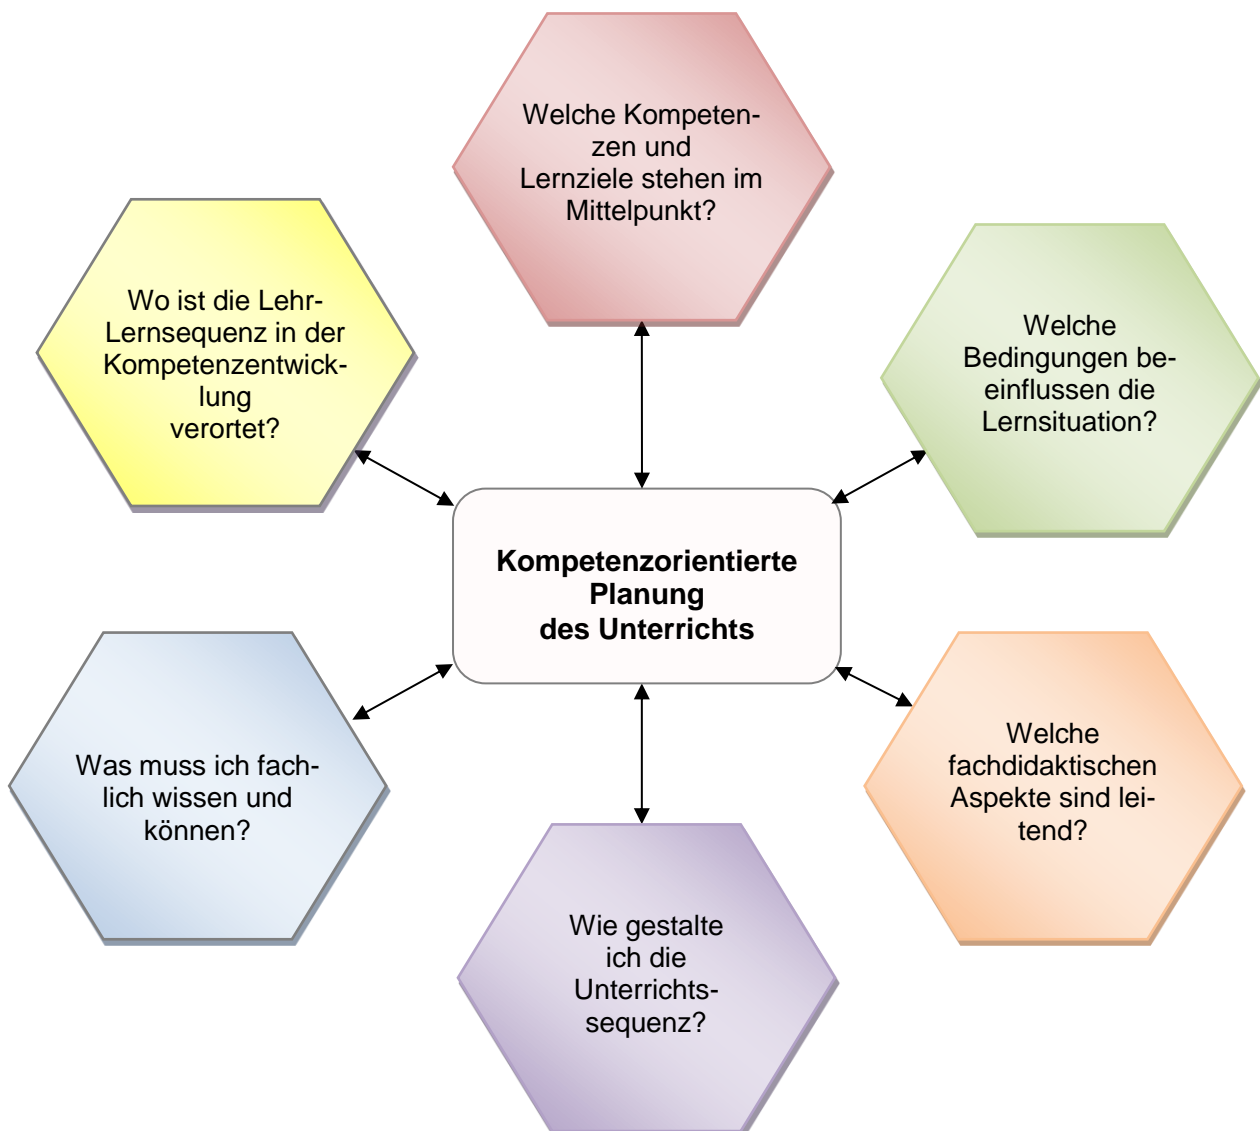 Welche Kompeten-
zen und
Lernziele stehen im
Mittelpunkt?
Wo ist die Lehr-
Lernsequenz in der
Kompetenzentwick-
lung
verortet?
Welche
Bedingungen be-
einflussen die
Lernsituation?
Kompetenzorientierte
Planung
des Unterrichts
Was muss ich fach-
lich wissen und
können?
Welche
fachdidaktischen
Aspekte sind lei-
tend?
Wie gestalte
ich die
Unterrichts-
sequenz?